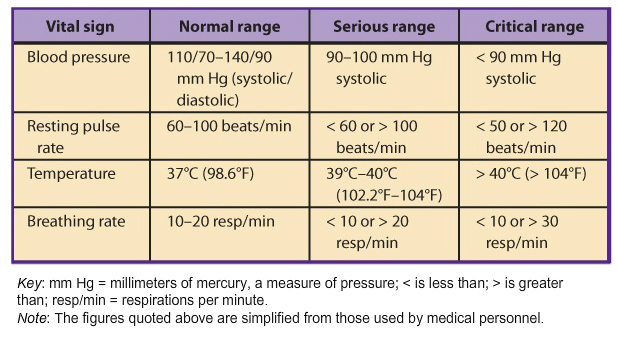 Vital sign Normal range Serious range Critical range
Blood pressure 110/70–140/90 90–100 mm Hg < 90 mm Hg
mm Hg (systolic/ systolic systolic
diastolic)
Resting pulse 60–100 beats/min < 60 or > 100 < 50 or > 120
rate beats/min beats/min
Temperature 37°C (98.6°F) 39°C–40°C > 40°C (> 104°F)
(102.2°F–104°F)
Breathing rate 10–20 resp/min < 10 or > 20 < 10 or > 30
resp/min resp/min
Key: mm Hg = millimeters of mercury, a measure of pressure; < is less than; > is greater
than; resp/min = respirations per minute.
Note: The figures quoted above are simplified from those used by medical personnel.